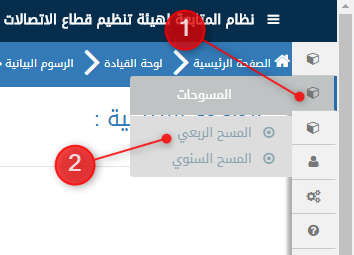 نظام المتابعة لهيئة تنظيم قطاع الاتصالات
الصفحة الرئيسية
لوحة القيادة
الرسوم البيانية
1
المسوحات
:
المسح الربعي
2
المسح السنوي